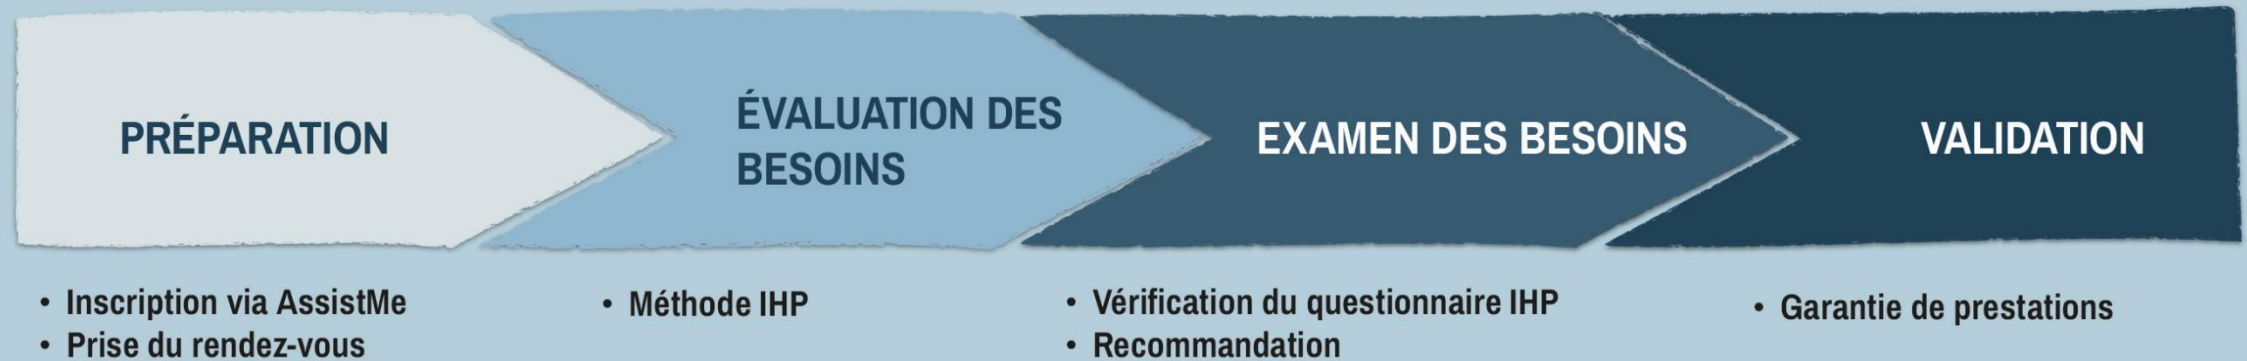 PRÉPARATION
ÉVALUATION DES
BESOINS
EXAMEN DES BESOINS
VALIDATION
• Inscription via AssistMe
• Prise du rendez-vous
• Méthode IHP
• Vérification du questionnaire IHP
• Recommandation
• Garantie de prestations